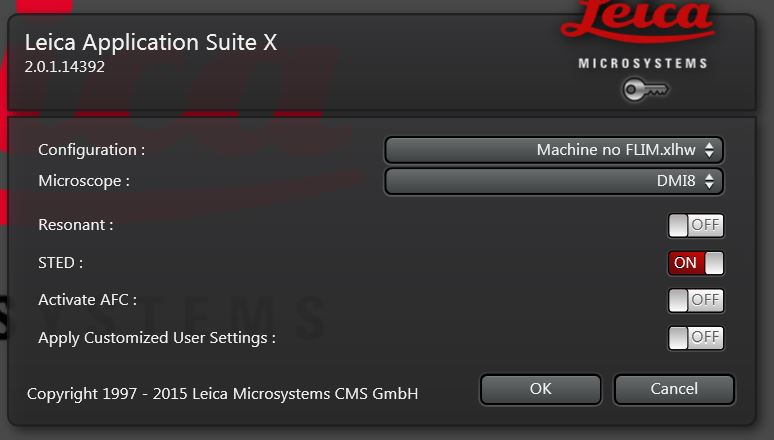 Leica Application Suite X
2.0.1.14392
Leica
MICROSYSTEMS
Configuration :
Machine no FLIM.xlhw
Microscope :
DMI8
Resonant :
OFF
STED :
ON
Activate AFC :
OFF
Apply Customized User Settings :
OFF
Copyright 1997 - 2015 Leica Microsystems CMS GmbH
OK
Cancel